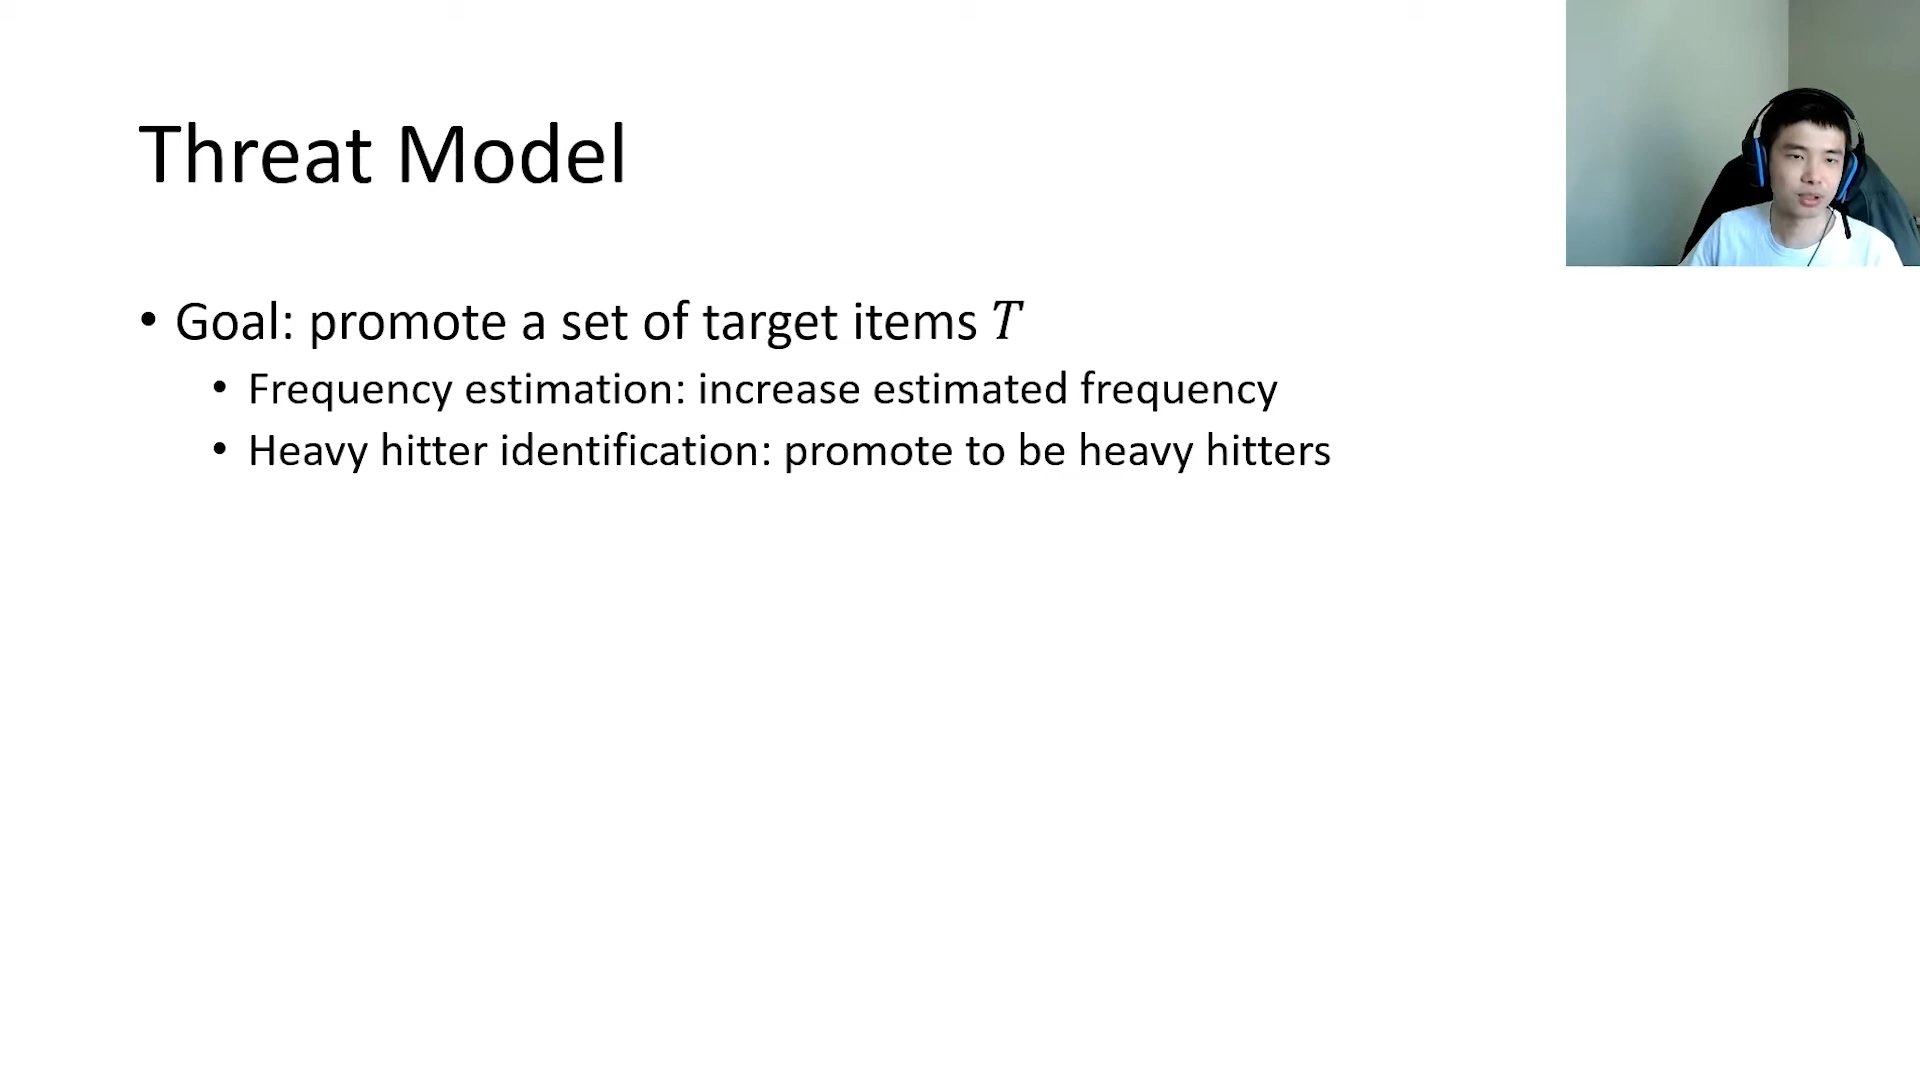 Threat Model
• Goal: promote a set of target items T
• Frequency estimation: increase estimated frequency
• Heavy hitter identification: promote to be heavy hitters